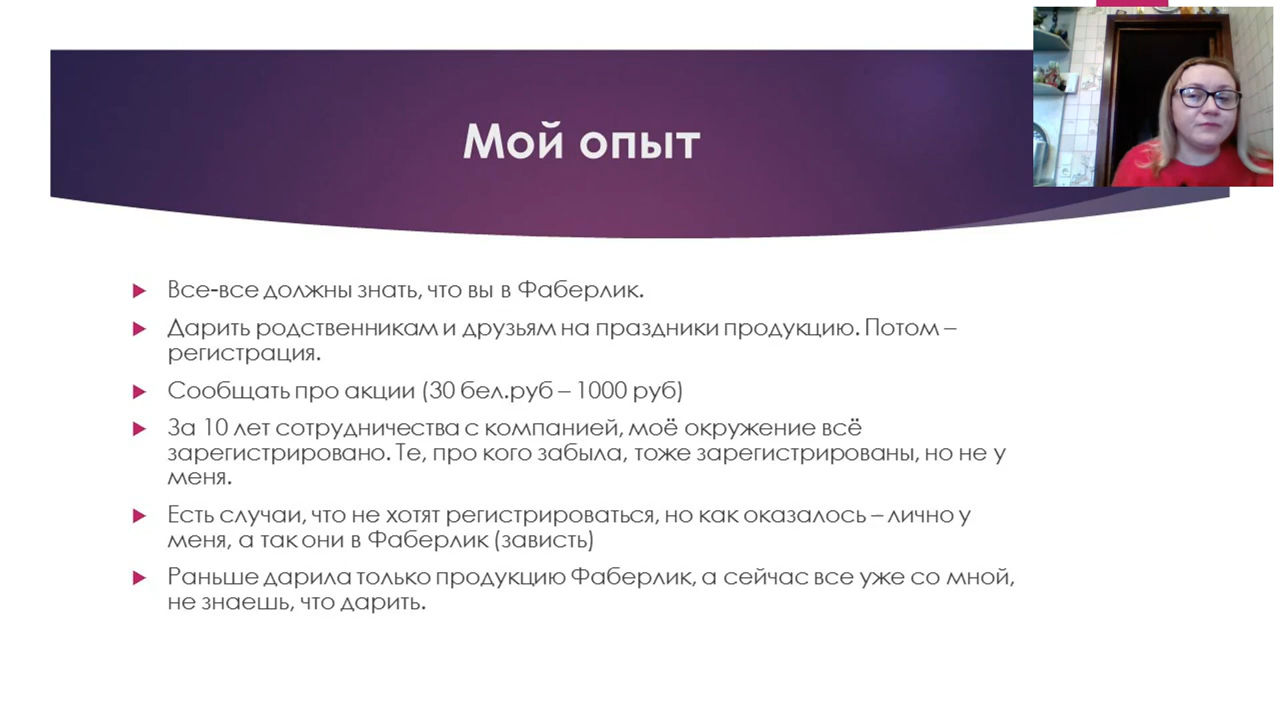 Мой опыт
Все-все должны знать, что вы в Фаберлик.
Дарить родственникам и друзьям на праздники продукцию. Потом –
регистрация.
Сообщать про акции (30 бел.руб – 1000 руб)
За 10 лет сотрудничества с компанией, моё окружение всё
зарегистрировано. Те, про кого забыла, тоже зарегистрированы, но не у
меня.
Есть случаи, что не хотят регистрироваться, но как оказалось – лично у
меня, а так они в Фаберлик (зависть)
Раньше дарила только продукцию Фаберлик, а сейчас все уже со мной,
не знаешь, что дарить.